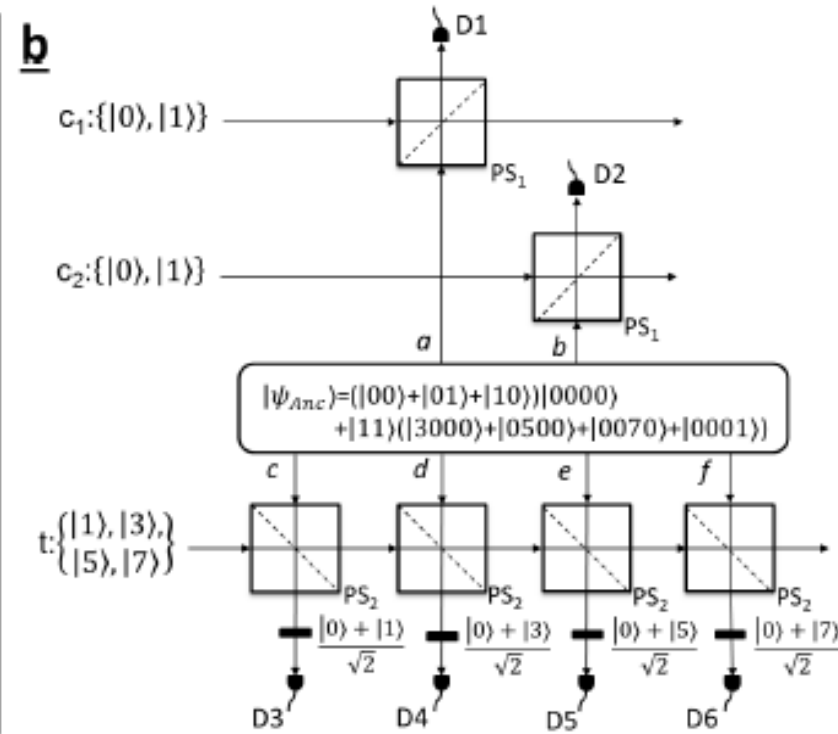 b
D1
c₁:{|0⟩, |1⟩}
PS₁
D2
c₂:{|0⟩, |1⟩}
PS₁
a
b
|ψ_Anc⟩=(|00⟩+|01⟩+|10⟩)|0000⟩
+|11⟩(|3000⟩+|0500⟩+|0070⟩+|0001⟩)
c
d
e
f
t:{|1⟩, |3⟩,
|5⟩, |7⟩}
PS₂
PS₂
PS₂
PS₂
|0⟩ + |1⟩
√2
|0⟩ + |3⟩
√2
|0⟩ + |5⟩
√2
|0⟩ + |7⟩
√2
D3
D4
D5
D6